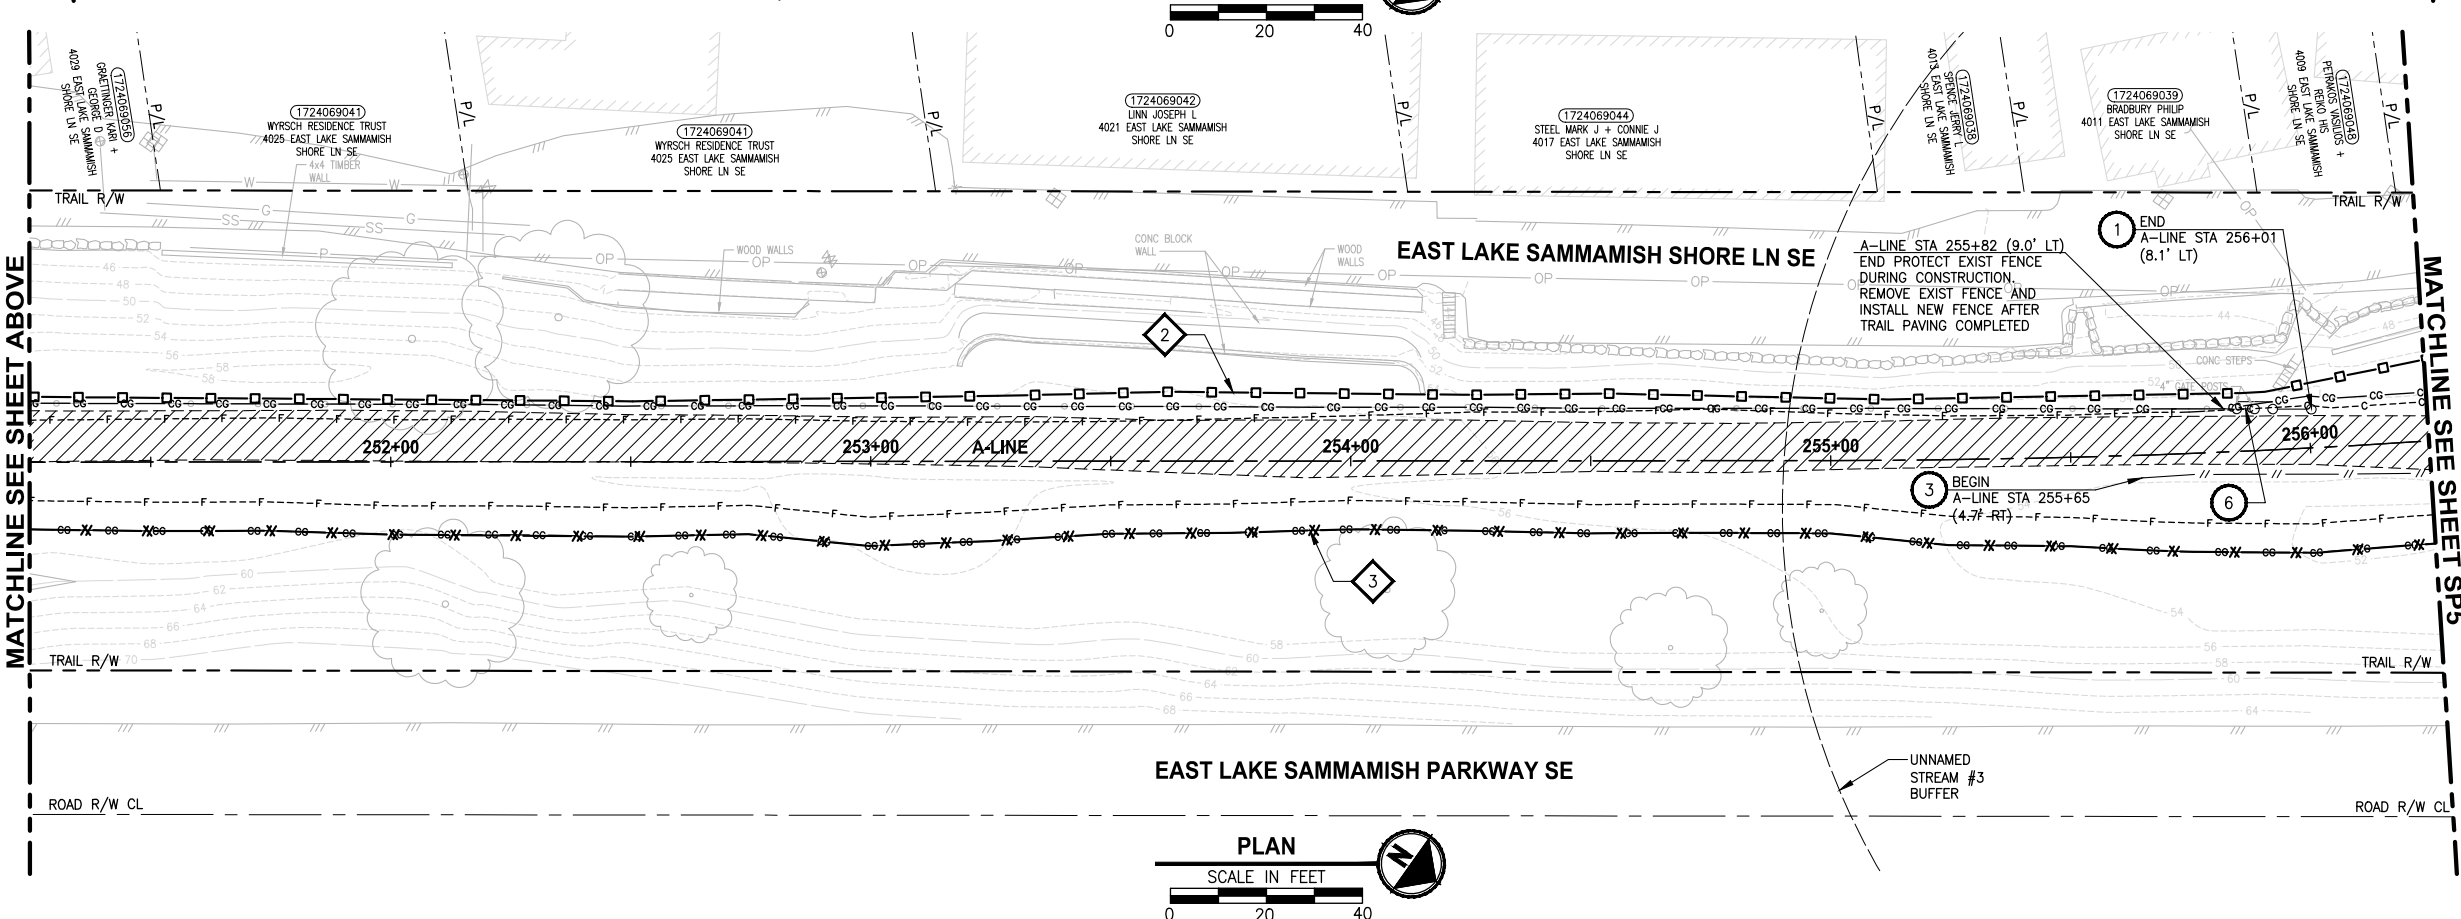 0 20 40
1724069056
GRAETTINGER KARI +
GEORGE D
4029 EAST LAKE SAMMAMISH
SHORE LN SE
P/L
1724069041
WYRSCH RESIDENCE TRUST
4025 EAST LAKE SAMMAMISH
SHORE LN SE
4x4 TIMBER
WALL
P/L
1724069041
WYRSCH RESIDENCE TRUST
4025 EAST LAKE SAMMAMISH
SHORE LN SE
P/L
1724069042
LINN JOSEPH L
4021 EAST LAKE SAMMAMISH
SHORE LN SE
P/L
1724069044
STEEL MARK J + CONNIE J
4017 EAST LAKE SAMMAMISH
SHORE LN SE
P/L
1724069038
SPENCE JERRY L
4013 EAST LAKE SAMMAMISH
SHORE LN SE
P/L
1724069039
BRADBURY PHILIP
4011 EAST LAKE SAMMAMISH
SHORE LN SE
P/L
1724069048
PETRAKOS VASILIOS +
REIKO HIS
4009 EAST LAKE SAMMAMISH
SHORE LN SE
P/L
TRAIL R/W
TRAIL R/W
WOOD WALLS
CONC BLOCK
WALL
WOOD
WALLS
EAST LAKE SAMMAMISH SHORE LN SE
A-LINE STA 255+82 (9.0' LT)
END PROTECT EXIST FENCE
DURING CONSTRUCTION.
REMOVE EXIST FENCE AND
INSTALL NEW FENCE AFTER
TRAIL PAVING COMPLETED
1
END
A-LINE STA 256+01
(8.1' LT)
CONC STEPS
4" GATE POSTS
2
MATCHLINE SEE SHEET ABOVE
MATCHLINE SEE SHEET SP5
252+00 253+00 A-LINE 254+00 255+00 256+00
3
BEGIN
A-LINE STA 255+65
(4.7' RT)
6
3
TRAIL R/W
TRAIL R/W
EAST LAKE SAMMAMISH PARKWAY SE
UNNAMED
STREAM #3
BUFFER
ROAD R/W CL
ROAD R/W CL
PLAN
N
SCALE IN FEET
0 20 40